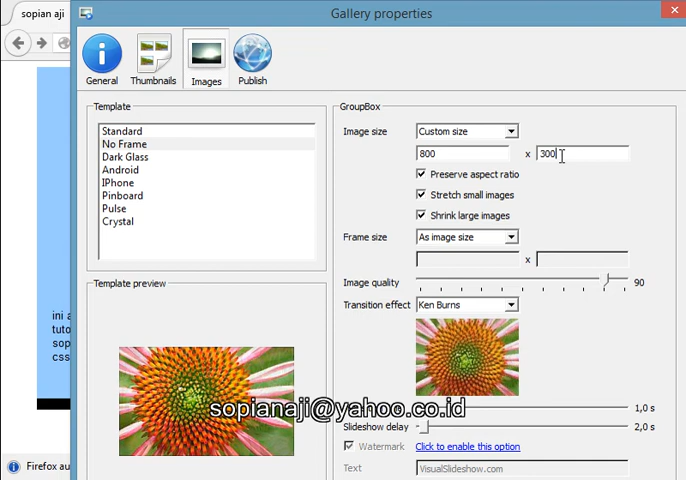 sopian aji
Gallery properties
General
Thumbnails
Images
Publish
Template
Standard
No Frame
Dark Glass
Android
IPhone
Pinboard
Pulse
Crystal
Template preview
GroupBox
Image size
Custom size
800 x 300
Preserve aspect ratio
Stretch small images
Shrink large images
Frame size
As image size
x
Image quality
90
Transition effect
Ken Burns
1,0 s
Slideshow delay
2,0 s
Watermark
Click to enable this option
Text
VisualSlideshow.com
ini a
tuto
sop
css
sopianaji@yahoo.co.id
Firefox au